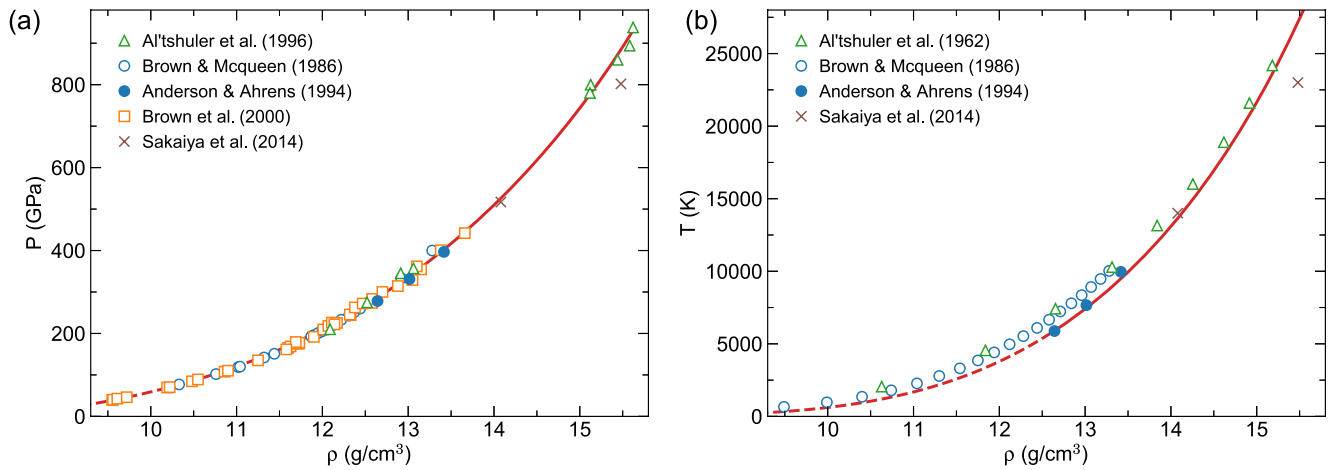 (a)
Al'tshuler et al. (1996)
Brown & Mcqueen (1986)
Anderson & Ahrens (1994)
Brown et al. (2000)
Sakaiya et al. (2014)
800
600
400
200
0
P (GPa)
10 11 12 13 14 15
ρ (g/cm³)
(b)
Al'tshuler et al. (1962)
Brown & Mcqueen (1986)
Anderson & Ahrens (1994)
Sakaiya et al. (2014)
25000
20000
15000
10000
5000
0
T (K)
10 11 12 13 14 15
ρ (g/cm³)